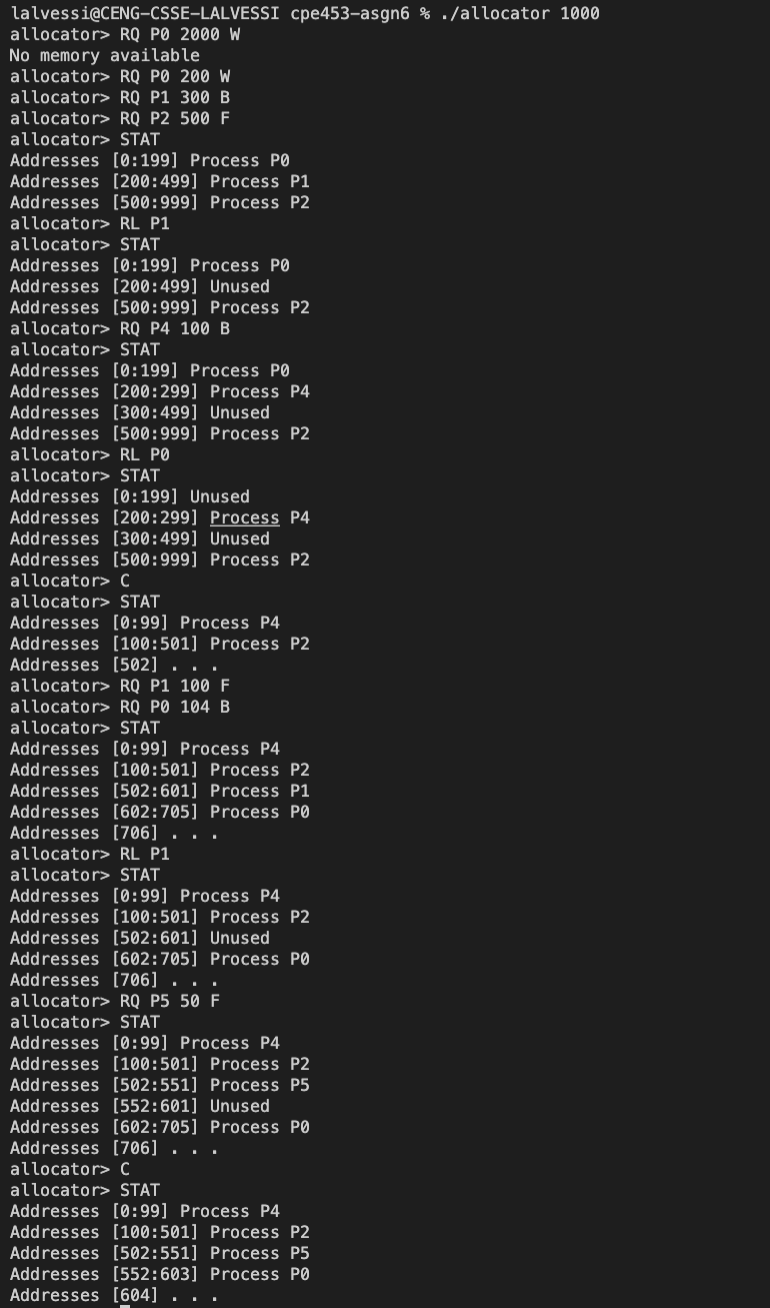 lalvessi@CENG-CSSE-LALVESSI cpe453-asgn6 % ./allocator 1000
allocator> RQ P0 2000 W
No memory available
allocator> RQ P0 200 W
allocator> RQ P1 300 B
allocator> RQ P2 500 F
allocator> STAT
Addresses [0:199] Process P0
Addresses [200:499] Process P1
Addresses [500:999] Process P2
allocator> RL P1
allocator> STAT
Addresses [0:199] Process P0
Addresses [200:499] Unused
Addresses [500:999] Process P2
allocator> RQ P4 100 B
allocator> STAT
Addresses [0:199] Process P0
Addresses [200:299] Process P4
Addresses [300:499] Unused
Addresses [500:999] Process P2
allocator> RL P0
allocator> STAT
Addresses [0:199] Unused
Addresses [200:299] Process P4
Addresses [300:499] Unused
Addresses [500:999] Process P2
allocator> C
allocator> STAT
Addresses [0:99] Process P4
Addresses [100:501] Process P2
Addresses [502] . . .
allocator> RQ P1 100 F
allocator> RQ P0 104 B
allocator> STAT
Addresses [0:99] Process P4
Addresses [100:501] Process P2
Addresses [502:601] Process P1
Addresses [602:705] Process P0
Addresses [706] . . .
allocator> RL P1
allocator> STAT
Addresses [0:99] Process P4
Addresses [100:501] Process P2
Addresses [502:601] Unused
Addresses [602:705] Process P0
Addresses [706] . . .
allocator> RQ P5 50 F
allocator> STAT
Addresses [0:99] Process P4
Addresses [100:501] Process P2
Addresses [502:551] Process P5
Addresses [552:601] Unused
Addresses [602:705] Process P0
Addresses [706] . . .
allocator> C
allocator> STAT
Addresses [0:99] Process P4
Addresses [100:501] Process P2
Addresses [502:551] Process P5
Addresses [552:603] Process P0
Addresses [604] . . .